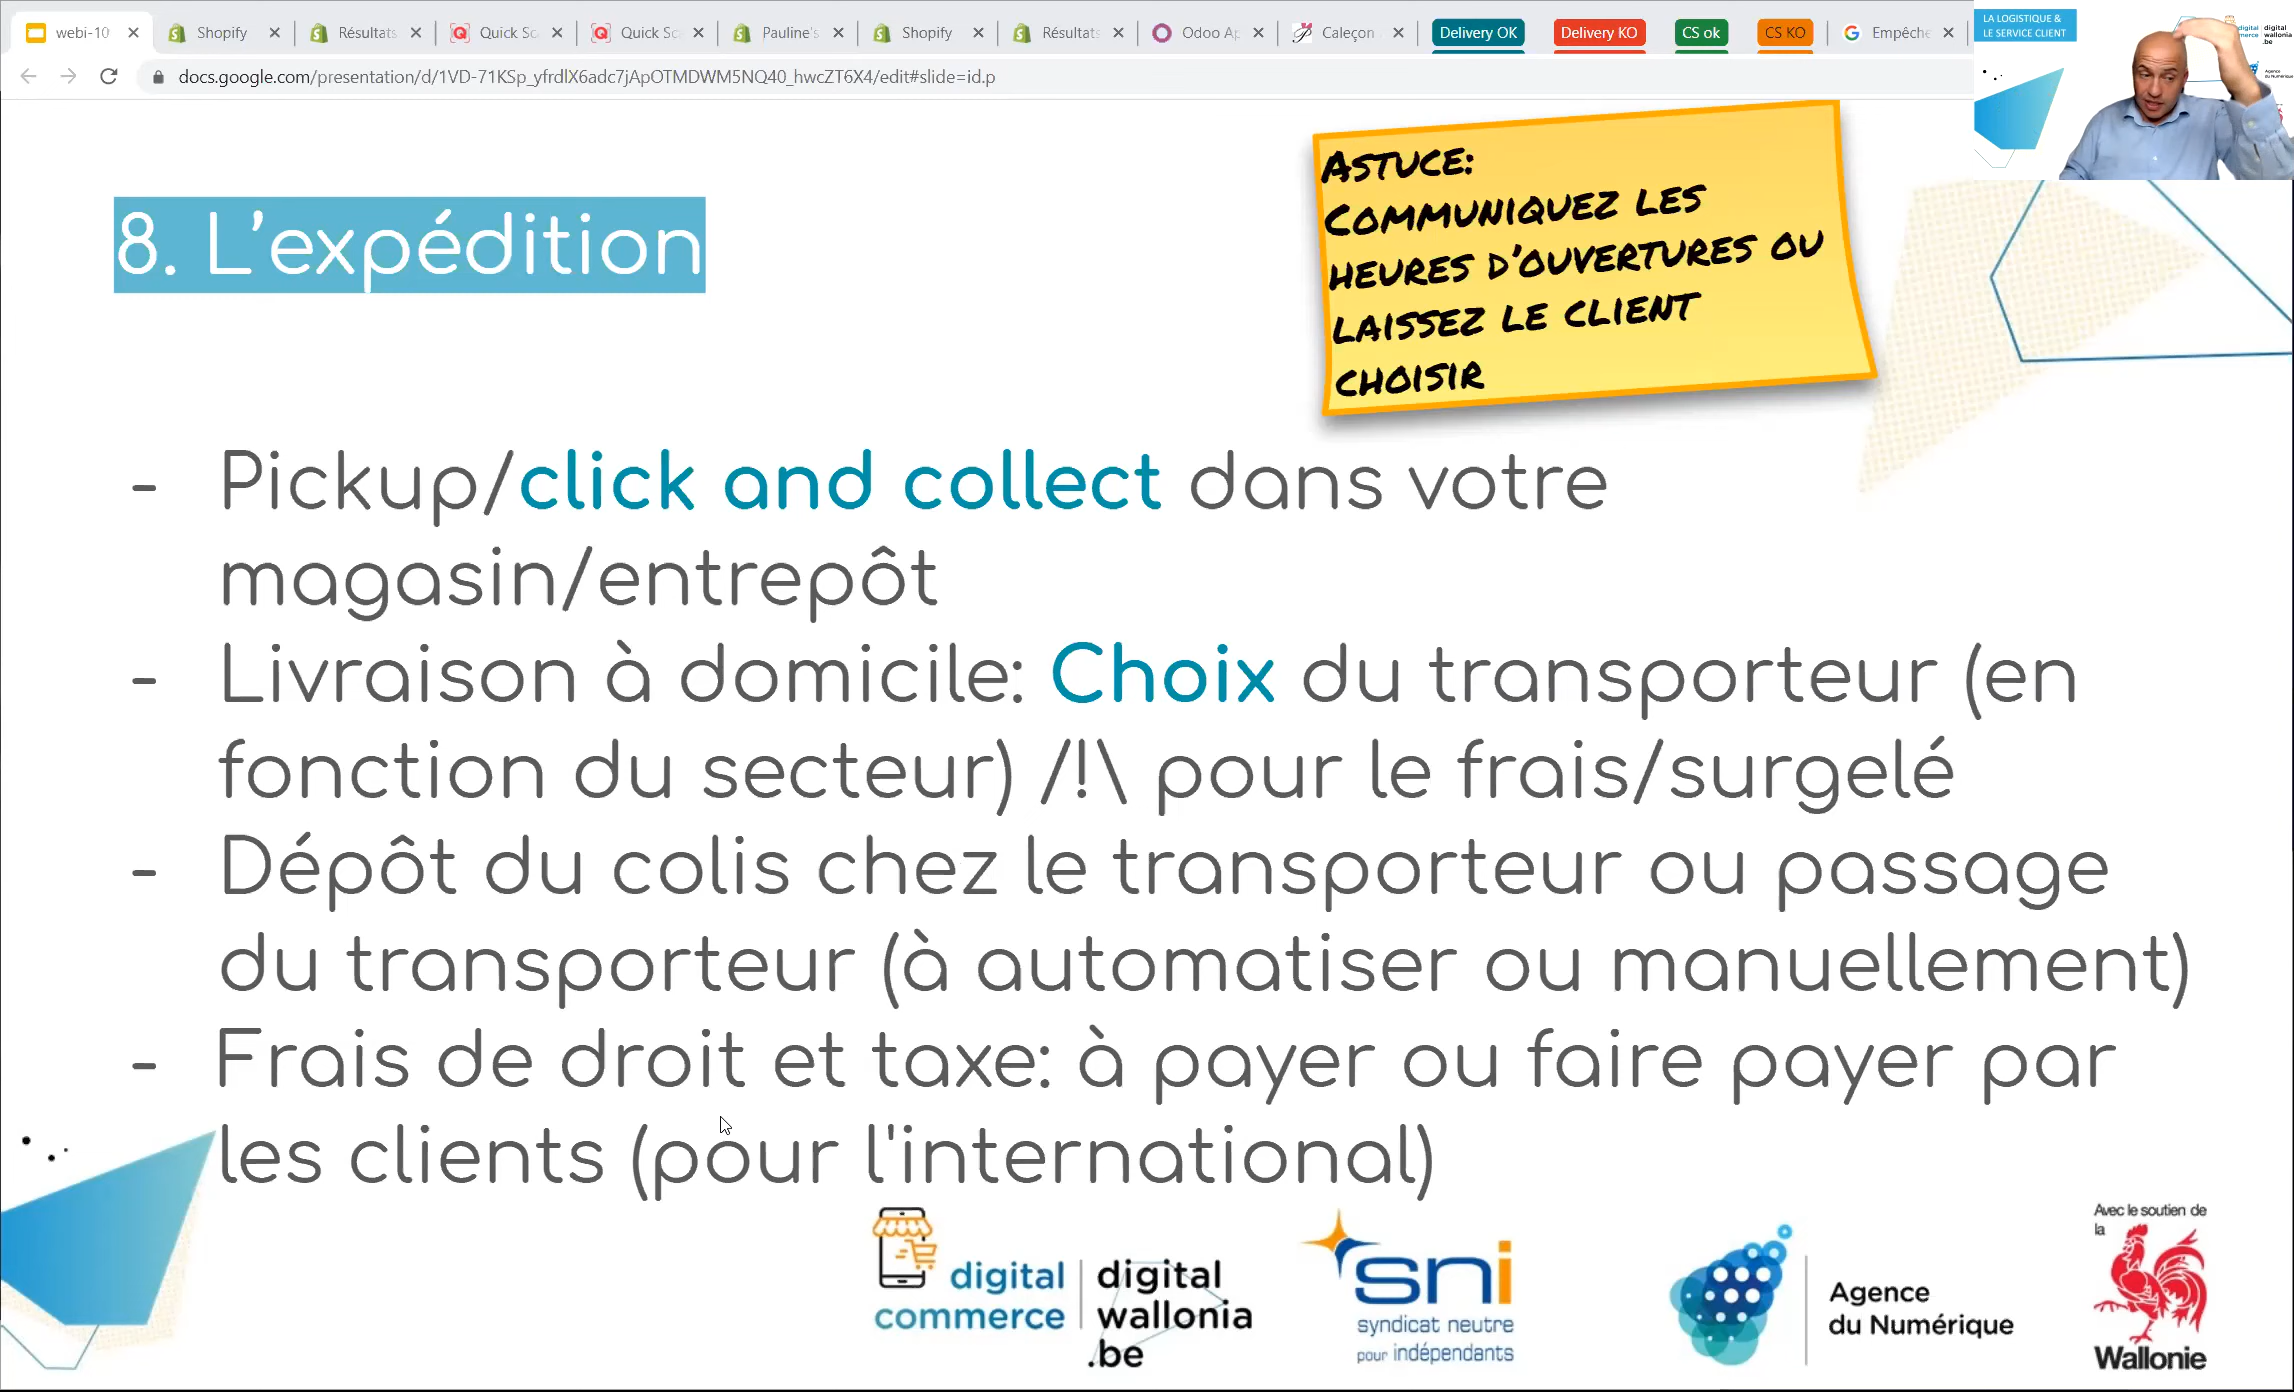 webi-10
Shopify
Résultats
Quick Sc
Quick Sc
Pauline's
Shopify
Résultats
Odoo Ap
Caleçon
Delivery OK
Delivery KO
CS ok
CS KO
Empêche
docs.google.com/presentation/d/1VD-71KSp_yfrdlX6adc7jApOTMDWM5NQ40_hwcZT6X4/edit#slide=id.p
LA LOGISTIQUE &
LE SERVICE CLIENT
digital
wallonia
.be
8. L’expédition
ASTUCE:
COMMUNIQUEZ LES
HEURES D’OUVERTURES OU
LAISSEZ LE CLIENT
CHOISIR
- Pickup/click and collect dans votre
magasin/entrepôt
- Livraison à domicile: Choix du transporteur (en
fonction du secteur) /!\ pour le frais/surgelé
- Dépôt du colis chez le transporteur ou passage
du transporteur (à automatiser ou manuellement)
- Frais de droit et taxe: à payer ou faire payer par
les clients (pour l'international)
digital
commerce
digital
wallonia
.be
sni
syndicat neutre
pour indépendants
Agence
du Numérique
Avec le soutien de
la
Wallonie